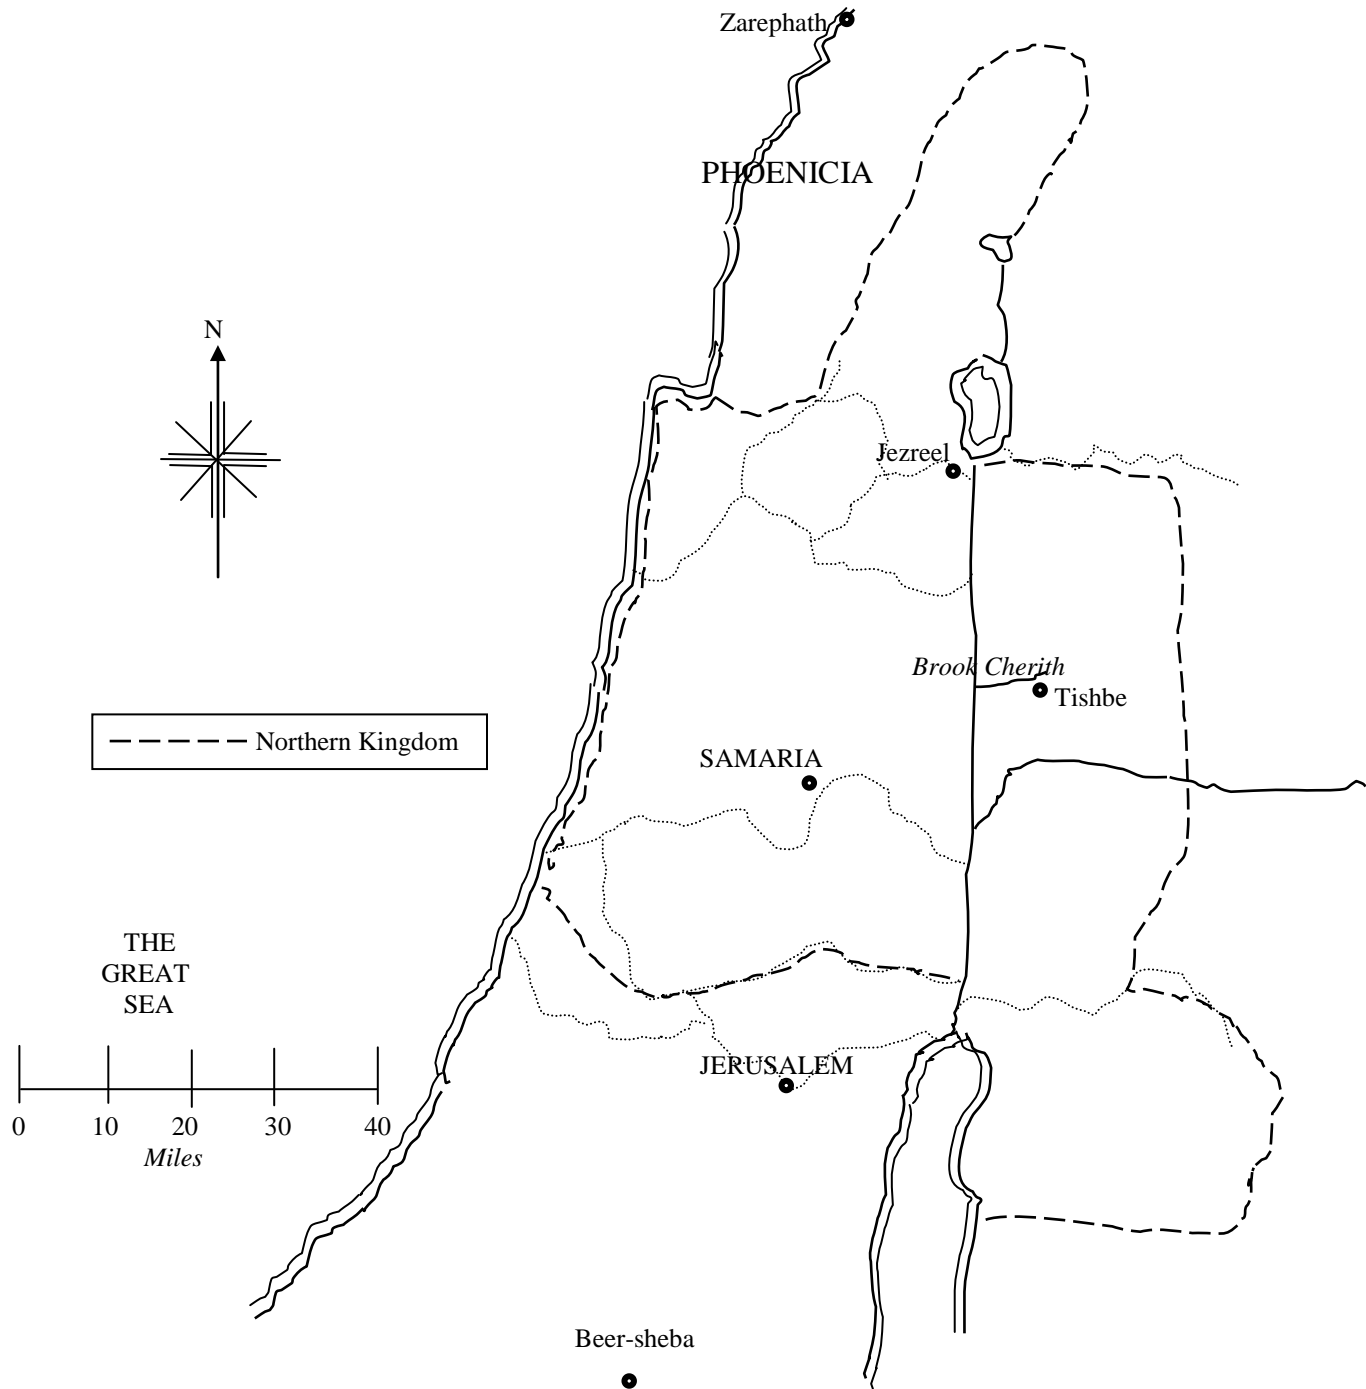 Zarephath
PHOENICIA
N
Jezreel
Brook Cherith
Tishbe
Northern Kingdom
SAMARIA
THE
GREAT
SEA
JERUSALEM
0 10 20 30 40
Miles
Beer-sheba